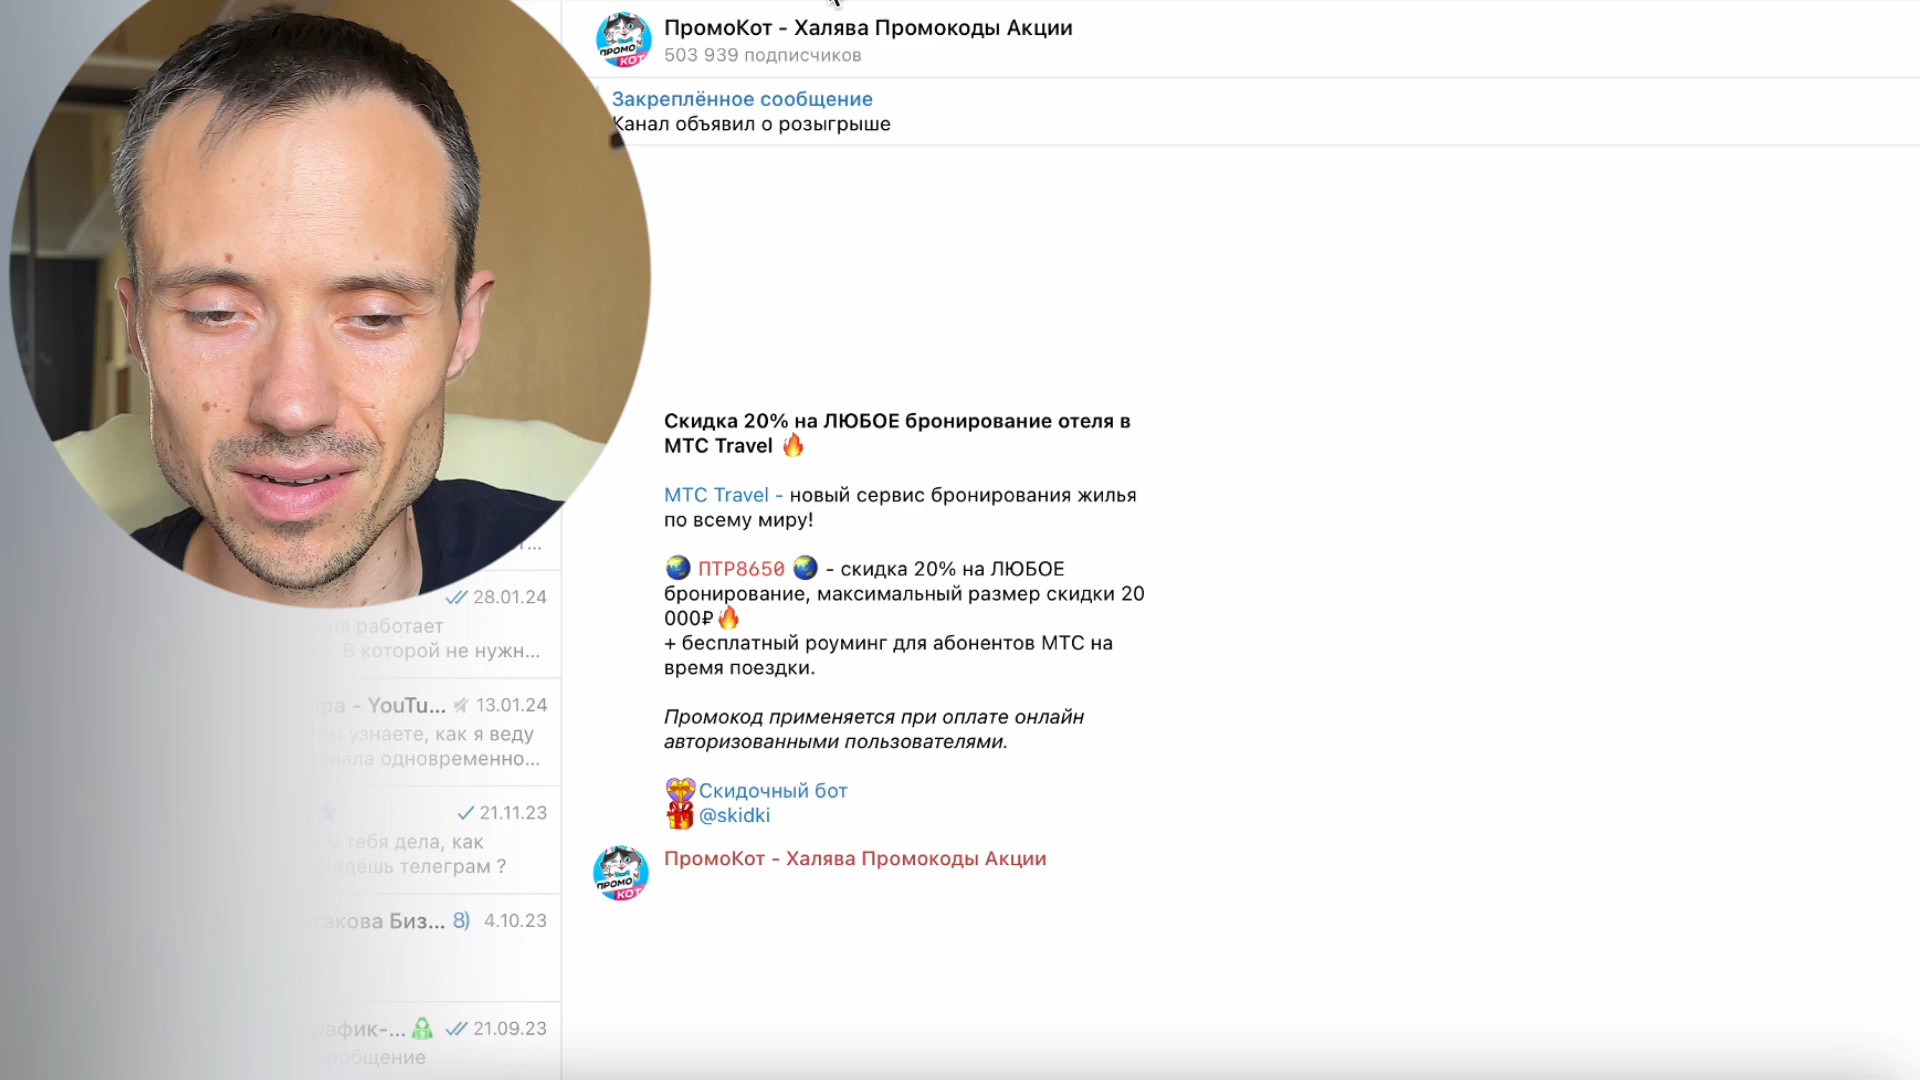 ПромоКот - Халява Промокоды Акции
503 939 подписчиков
Закреплённое сообщение
Канал объявил о розыгрыше
Скидка 20% на ЛЮБОЕ бронирование отеля в
МТС Travel 🔥
МТС Travel - новый сервис бронирования жилья
по всему миру!
🌏 ПТР8650 🌏 - скидка 20% на ЛЮБОЕ
бронирование, максимальный размер скидки 20
000₽🔥
+ бесплатный роуминг для абонентов МТС на
время поездки.
Промокод применяется при оплате онлайн
авторизованными пользователями.
💝Скидочный бот
🎁@skidki
ПромоКот - Халява Промокоды Акции
ПРОМО
КОТ
28.01.24
работает
В которой не нужн...
- YouTu... 13.01.24
узнаете, как я веду
одновременно...
21.11.23
тебя дела, как
телеграм ?
Биз... 8) 4.10.23
21.09.23